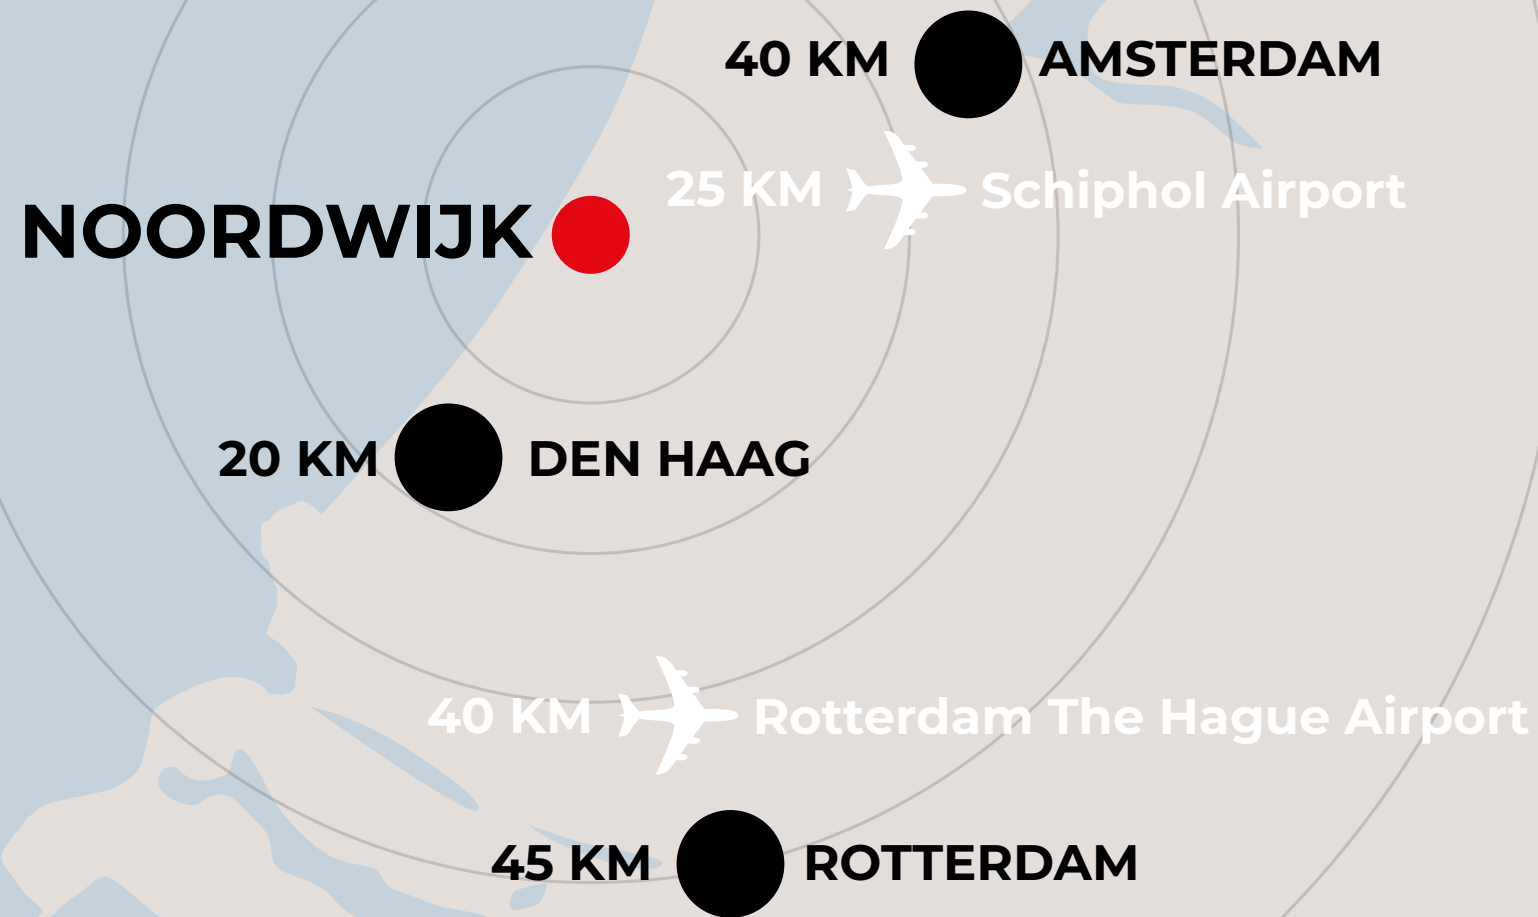 40 KM AMSTERDAM
25 KM Schiphol Airport
NOORDWIJK
20 KM DEN HAAG
40 KM Rotterdam The Hague Airport
45 KM ROTTERDAM